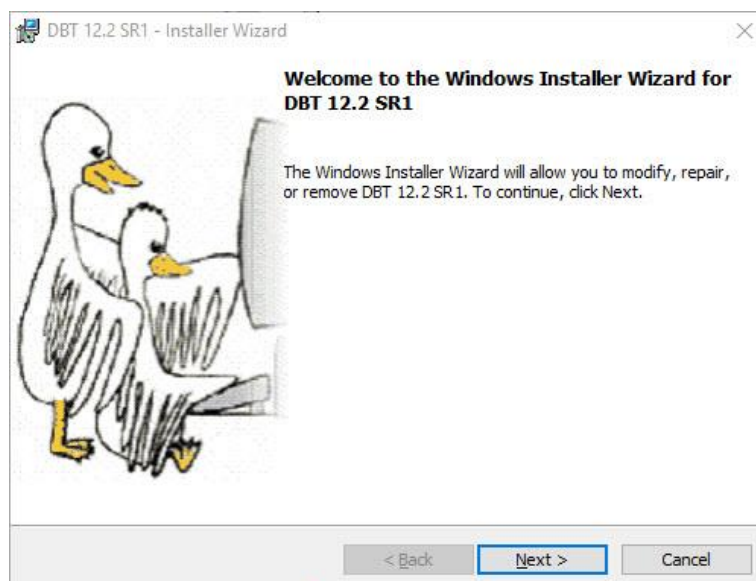 DBT 12.2 SR1 - Installer Wizard
Welcome to the Windows Installer Wizard for
DBT 12.2 SR1
The Windows Installer Wizard will allow you to modify, repair,
or remove DBT 12.2 SR1. To continue, click Next.
< Back
Next >
Cancel